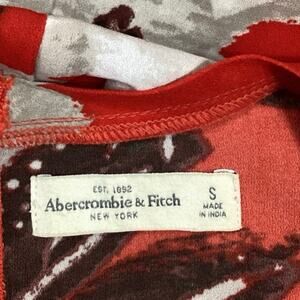 EST. 1892
Abercrombie & Fitch
NEW YORK
S
MADE
IN INDIA